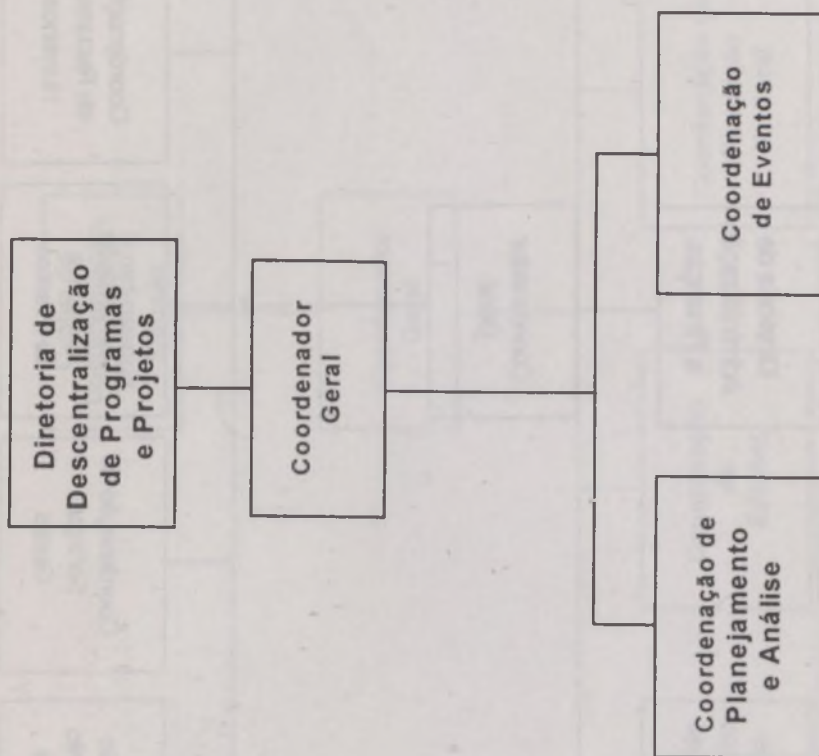 Diretoria de
Descentralização
de Programas
e Projetos
Coordenador
Geral
Coordenação de
Planejamento
e Análise
Coordenação
de Eventos